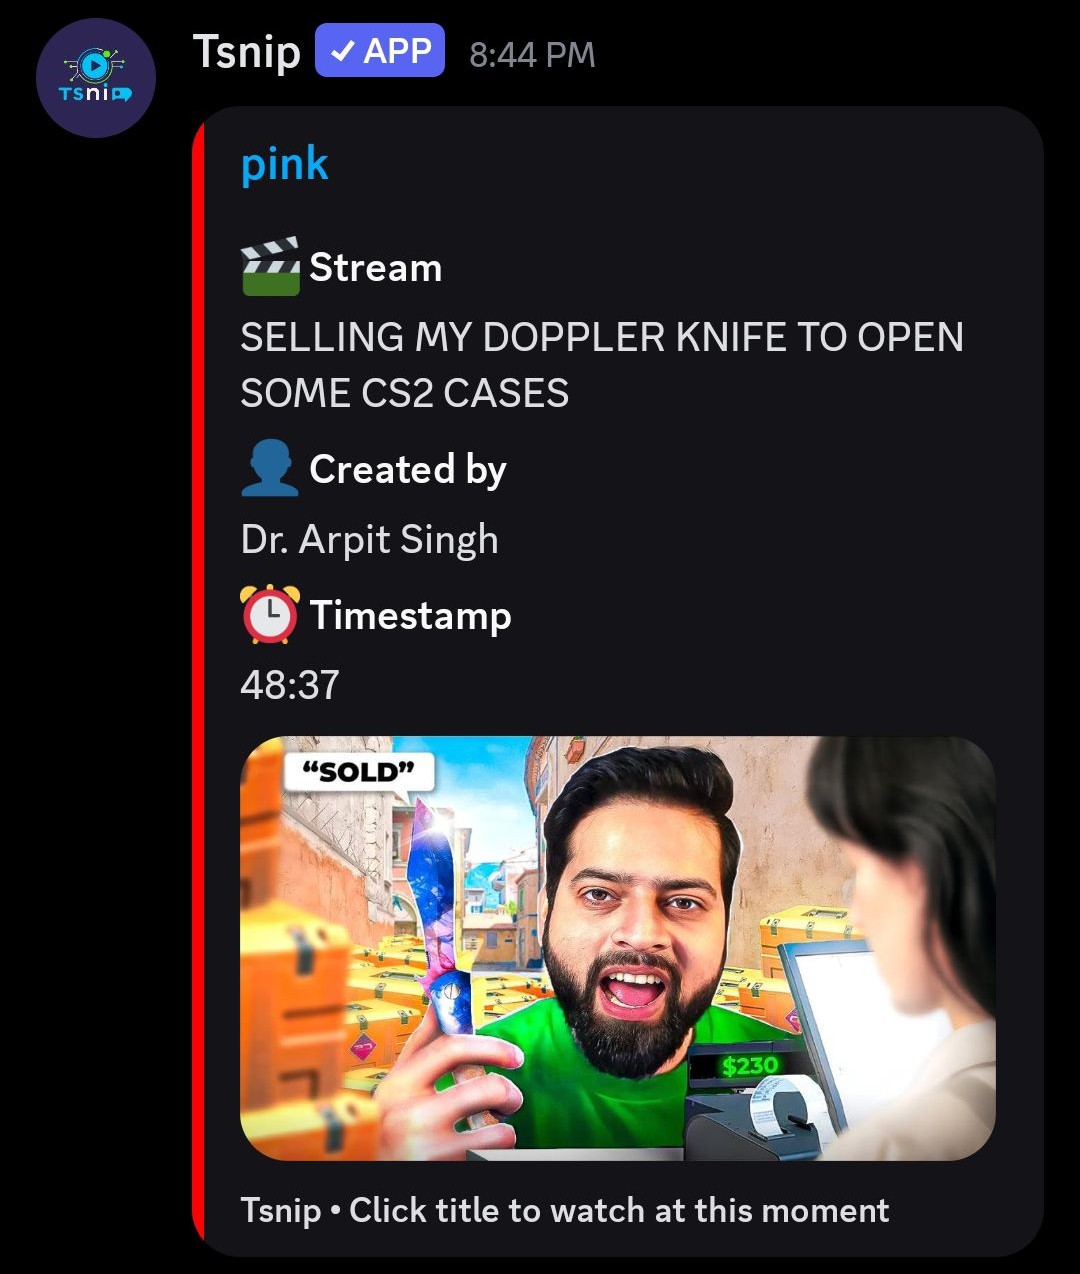 TSnip
Tsnip ✓ APP 8:44 PM
pink
Stream
SELLING MY DOPPLER KNIFE TO OPEN
SOME CS2 CASES
Created by
Dr. Arpit Singh
Timestamp
48:37
“SOLD”
$230
Tsnip • Click title to watch at this moment